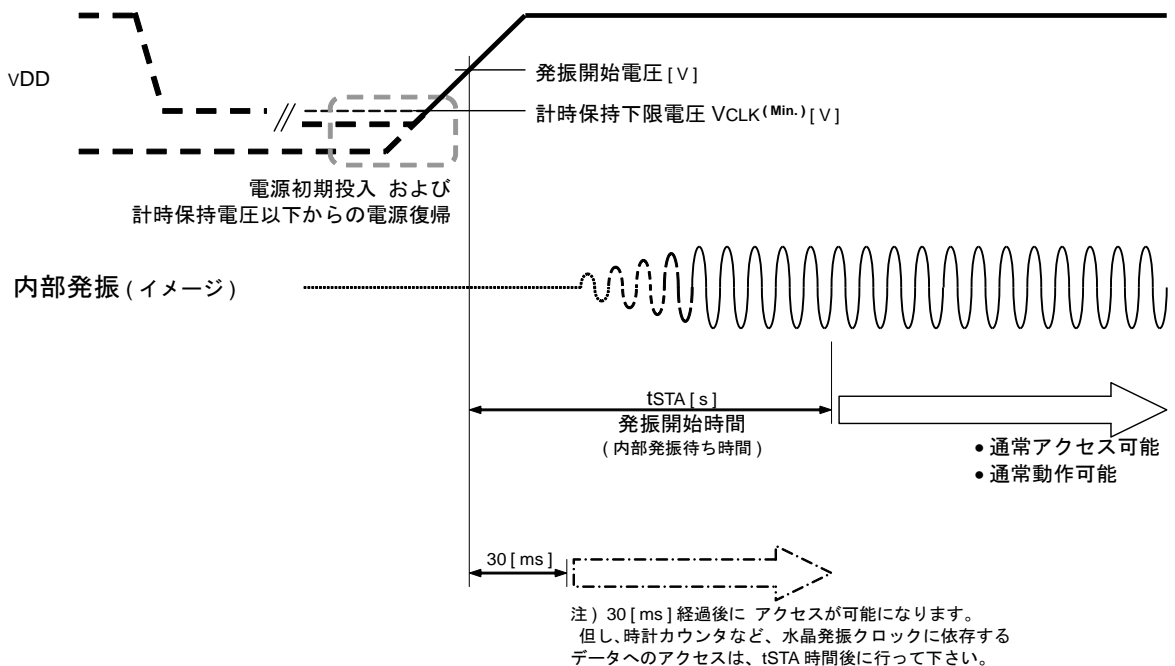 VDD
発振開始電圧 [ V ]
計時保持下限電圧 VCLK(Min.) [ V ]
電源初期投入 および
計時保持電圧以下からの電源復帰
内部発振 ( イメージ )
tSTA [ s ]
発振開始時間
( 内部発振待ち時間 )
• 通常アクセス可能
• 通常動作可能
30 [ ms ]
注 ) 30 [ ms ] 経過後に アクセスが可能になります。
但し、時計カウンタなど、水晶発振クロックに依存する
データへのアクセスは、tSTA 時間後に行って下さい。